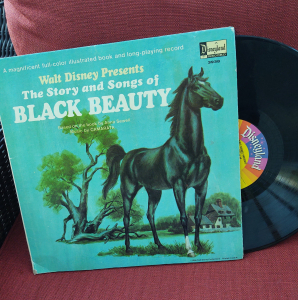 A magnificent full-color illustrated book and long-playing record
Disneyland
Walt Disney Presents
The Story and Songs of
BLACK BEAUTY
Disneyland